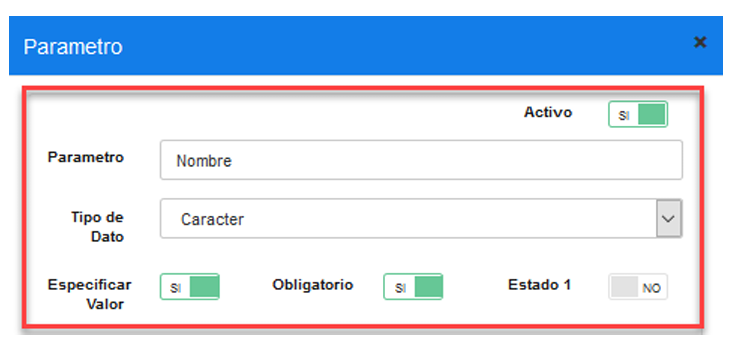 Parametro
Activo SI
Parametro Nombre
Tipo de Dato Caracter
Especificar Valor SI Obligatorio SI Estado 1 NO